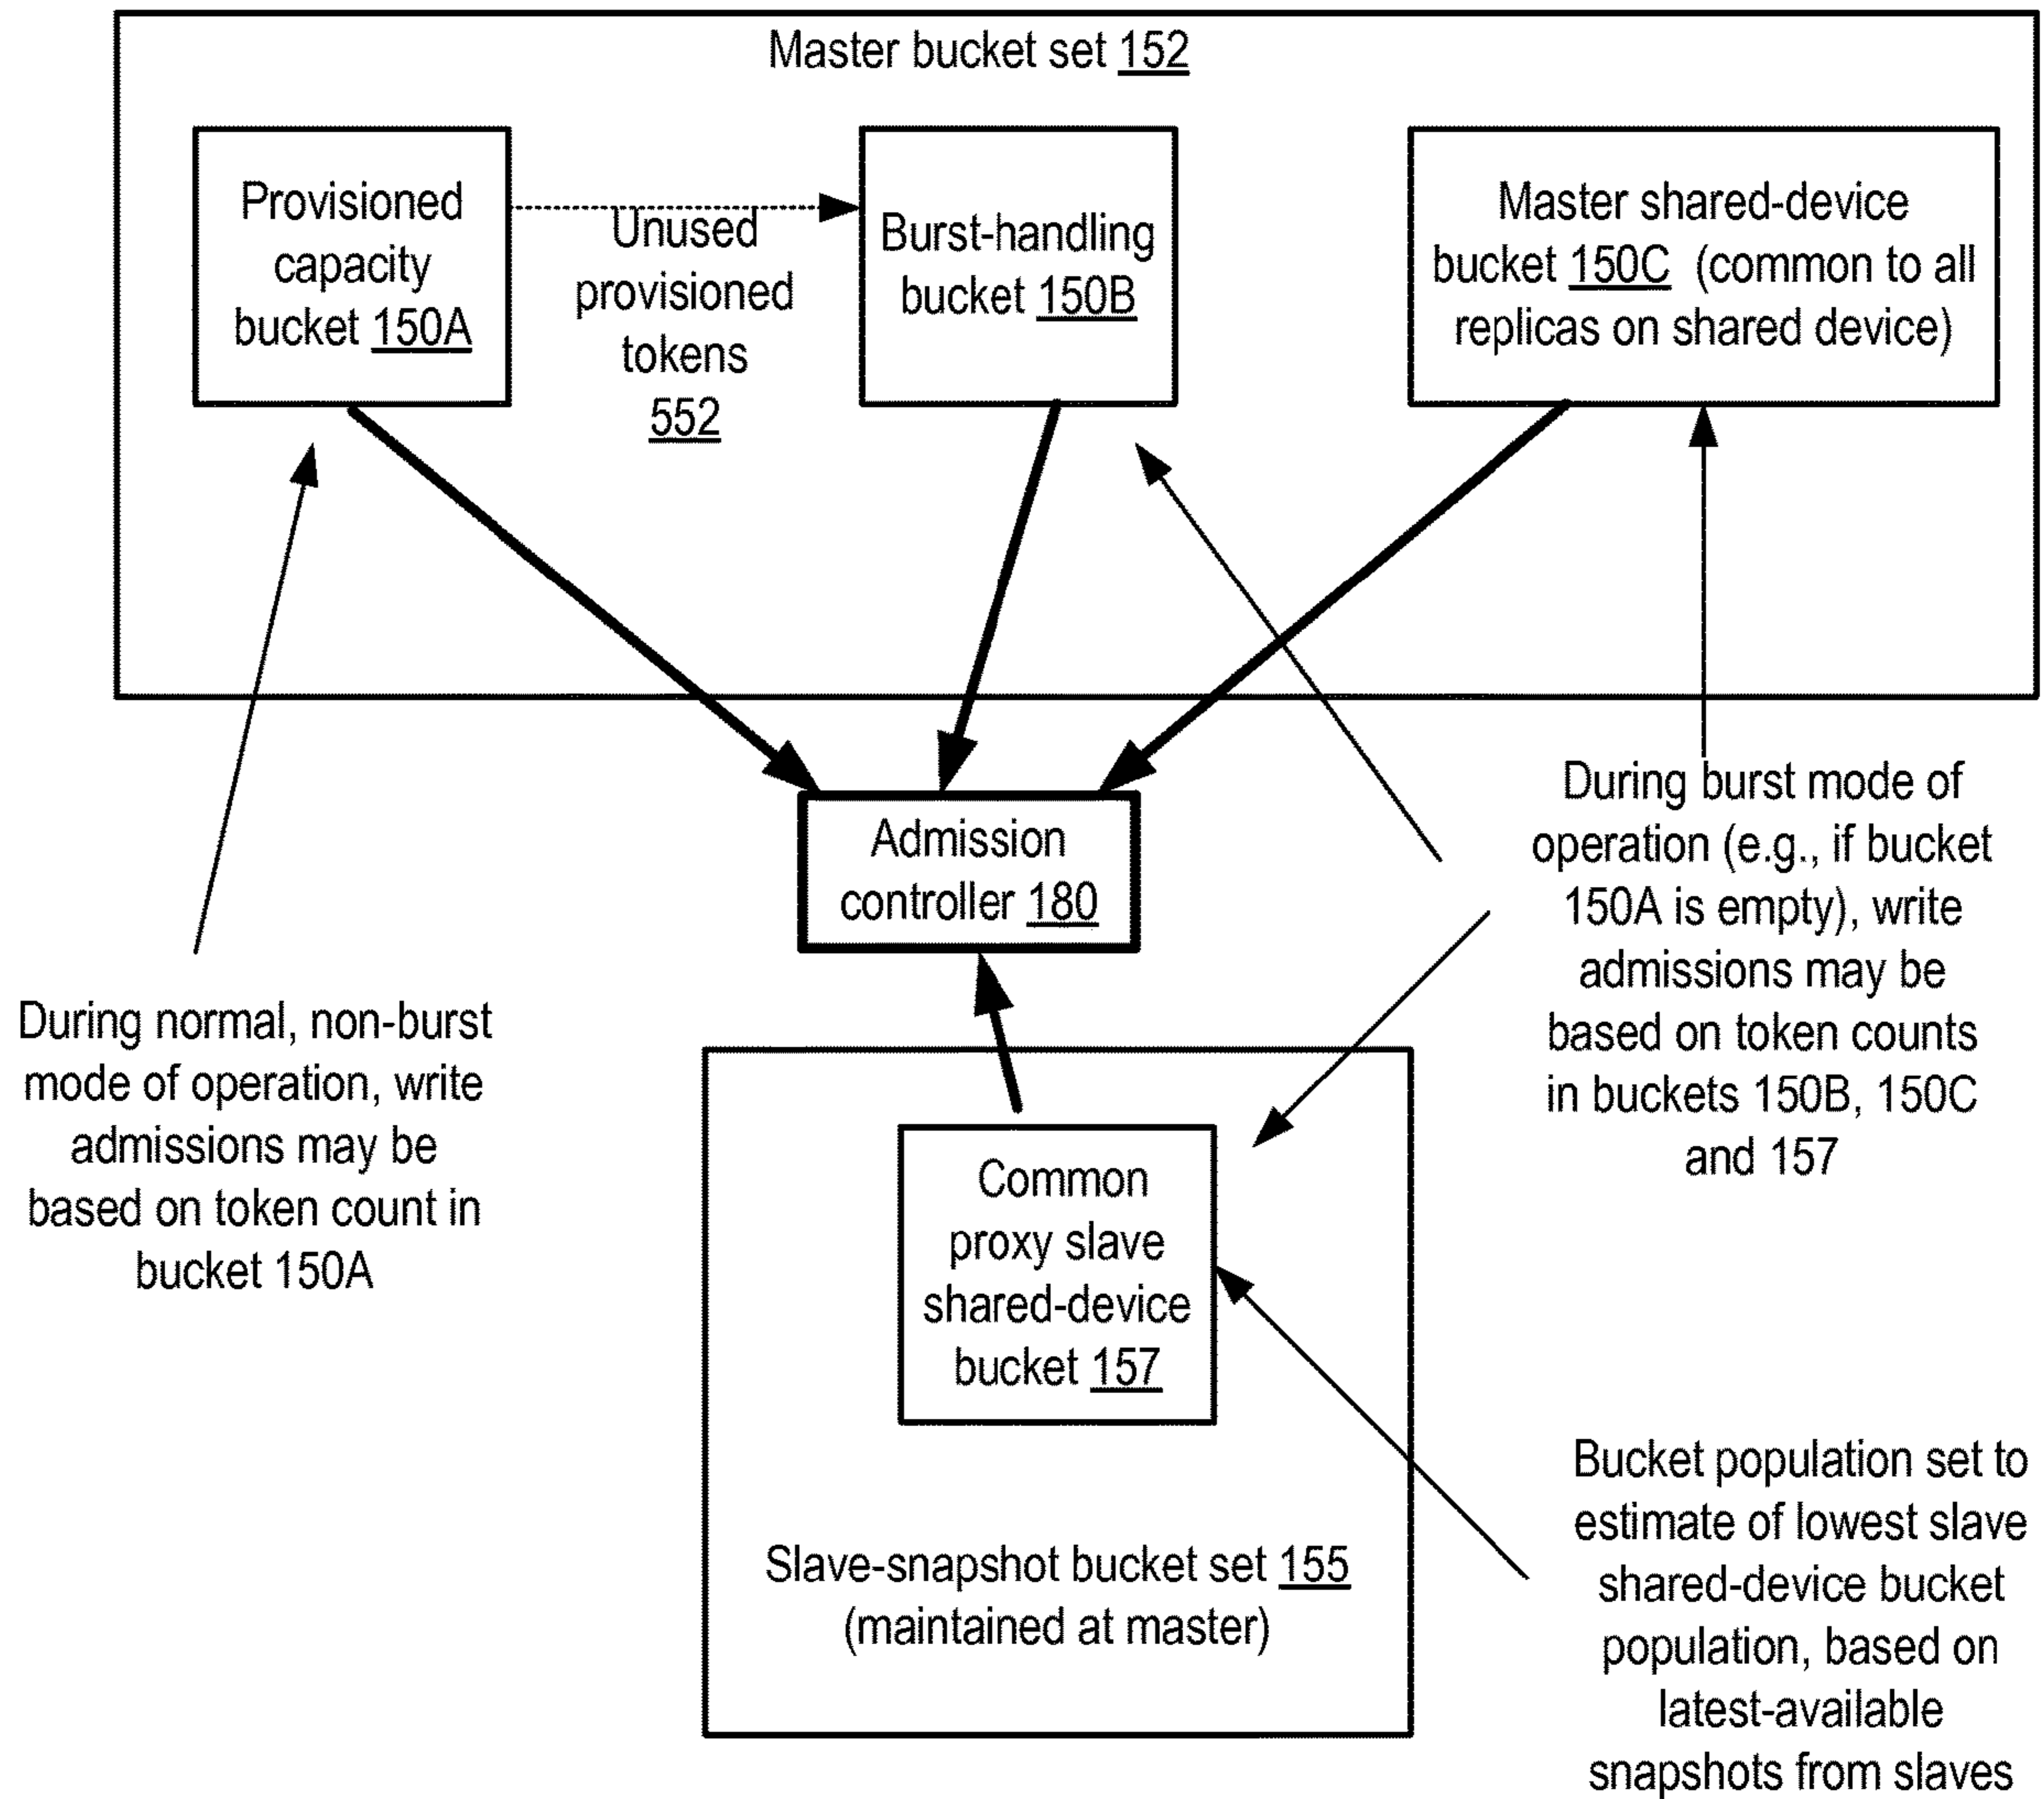 Master bucket set 152
Provisioned
capacity
bucket 150A
Unused
provisioned
tokens
552
Burst-handling
bucket 150B
Master shared-device
bucket 150C (common to all
replicas on shared device)
Admission
controller 180
During normal, non-burst
mode of operation, write
admissions may be
based on token count in
bucket 150A
During burst mode of
operation (e.g., if bucket
150A is empty), write
admissions may be
based on token counts
in buckets 150B, 150C
and 157
Common
proxy slave
shared-device
bucket 157
Slave-snapshot bucket set 155
(maintained at master)
Bucket population set to
estimate of lowest slave
shared-device bucket
population, based on
latest-available
snapshots from slaves